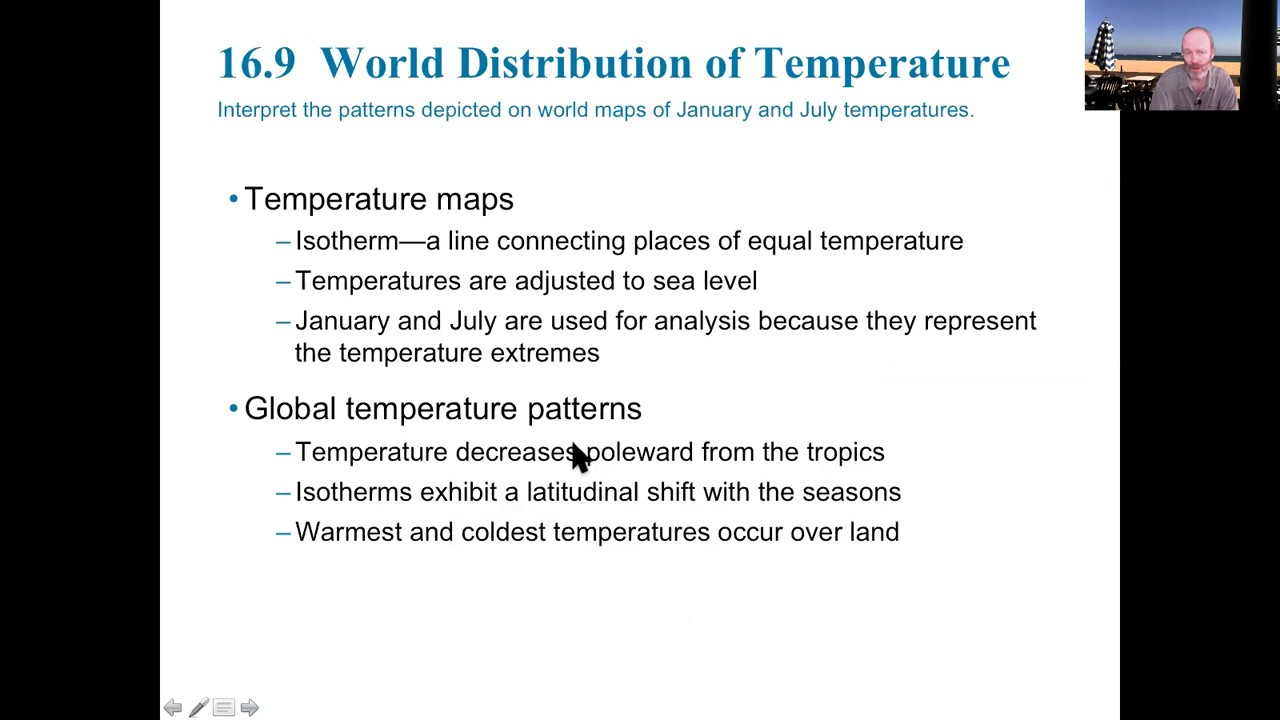 16.9 World Distribution of Temperature
Interpret the patterns depicted on world maps of January and July temperatures.
• Temperature maps
– Isotherm—a line connecting places of equal temperature
– Temperatures are adjusted to sea level
– January and July are used for analysis because they represent
the temperature extremes
• Global temperature patterns
– Temperature decreases poleward from the tropics
– Isotherms exhibit a latitudinal shift with the seasons
– Warmest and coldest temperatures occur over land